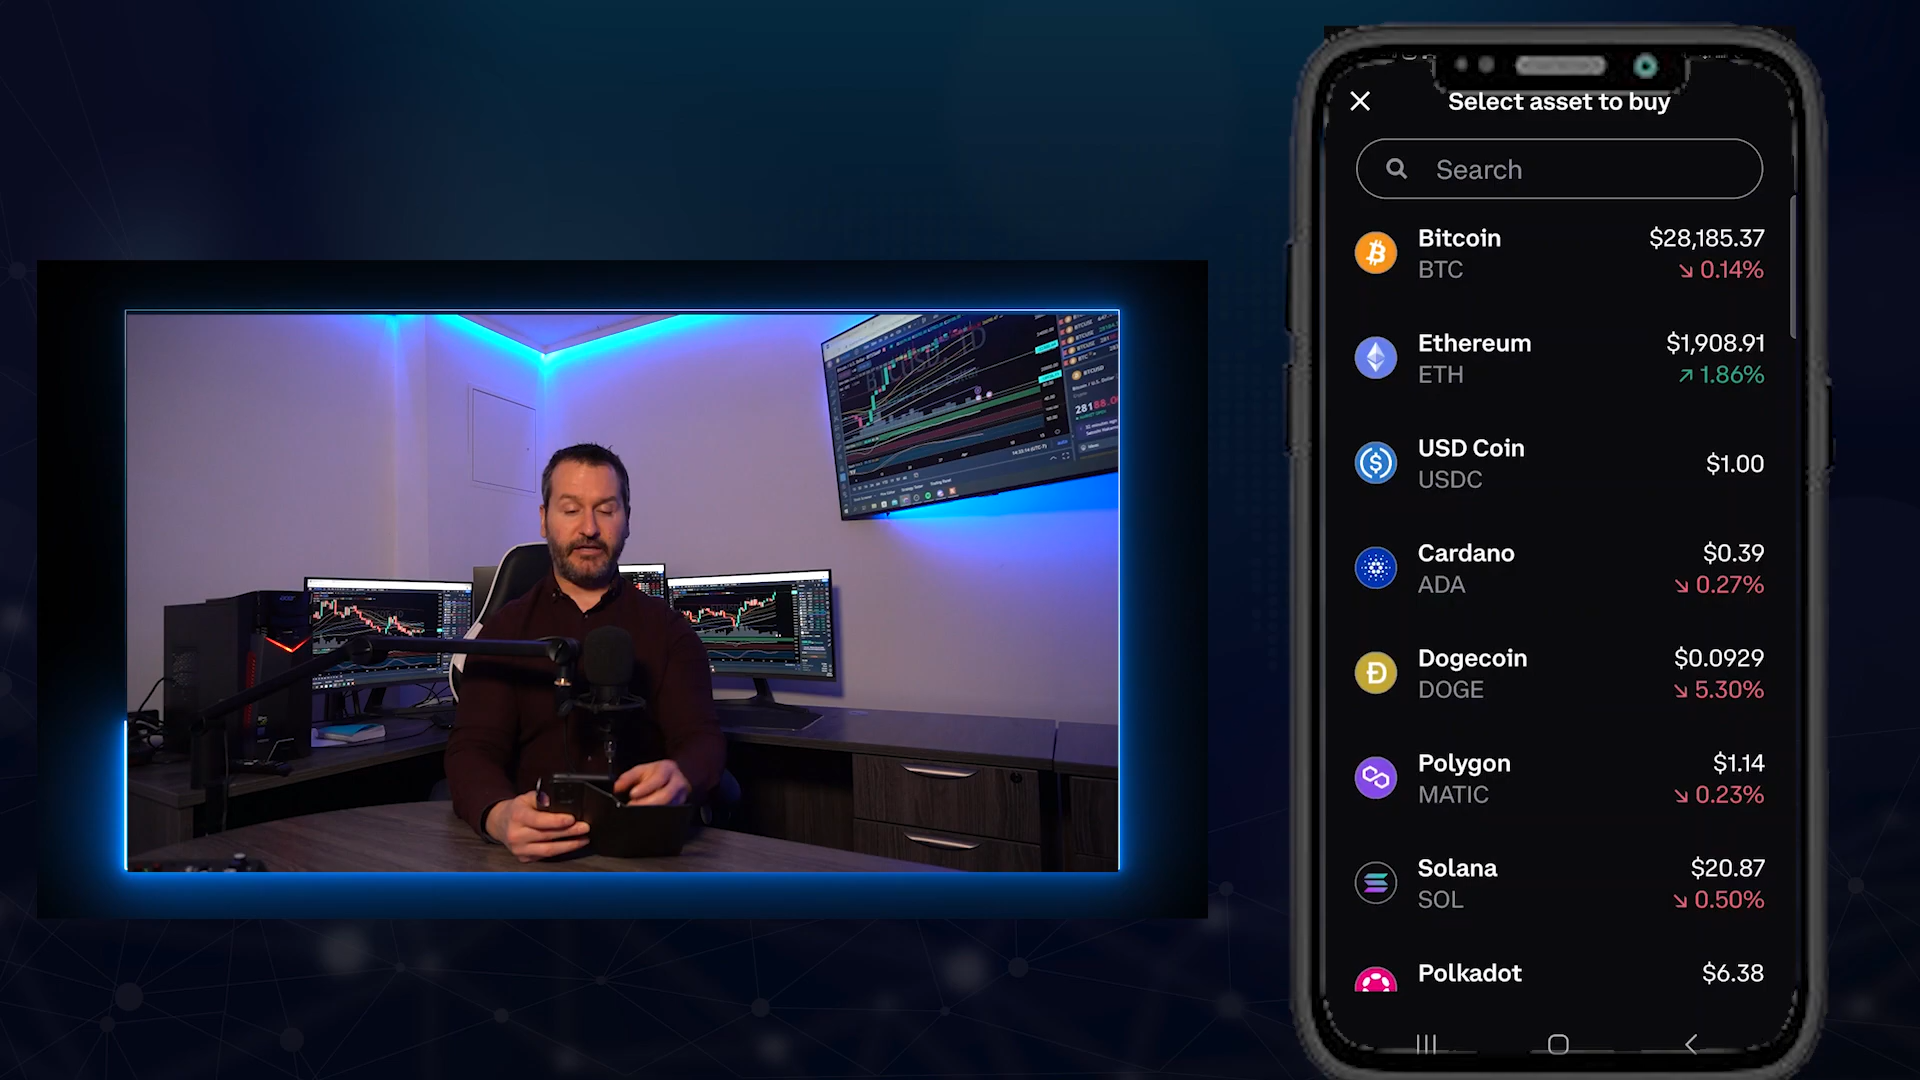 Select asset to buy
Search
Bitcoin
$28,185.37
BTC
0.14%
Ethereum
$1,908.91
ETH
1.86%
USD Coin
USDC
$1.00
Cardano
$0.39
ADA
0.27%
Dogecoin
$0.0929
DOGE
5.30%
Polygon
$1.14
MATIC
0.23%
Solana
$20.87
SOL
0.50%
Polkadot
$6.38